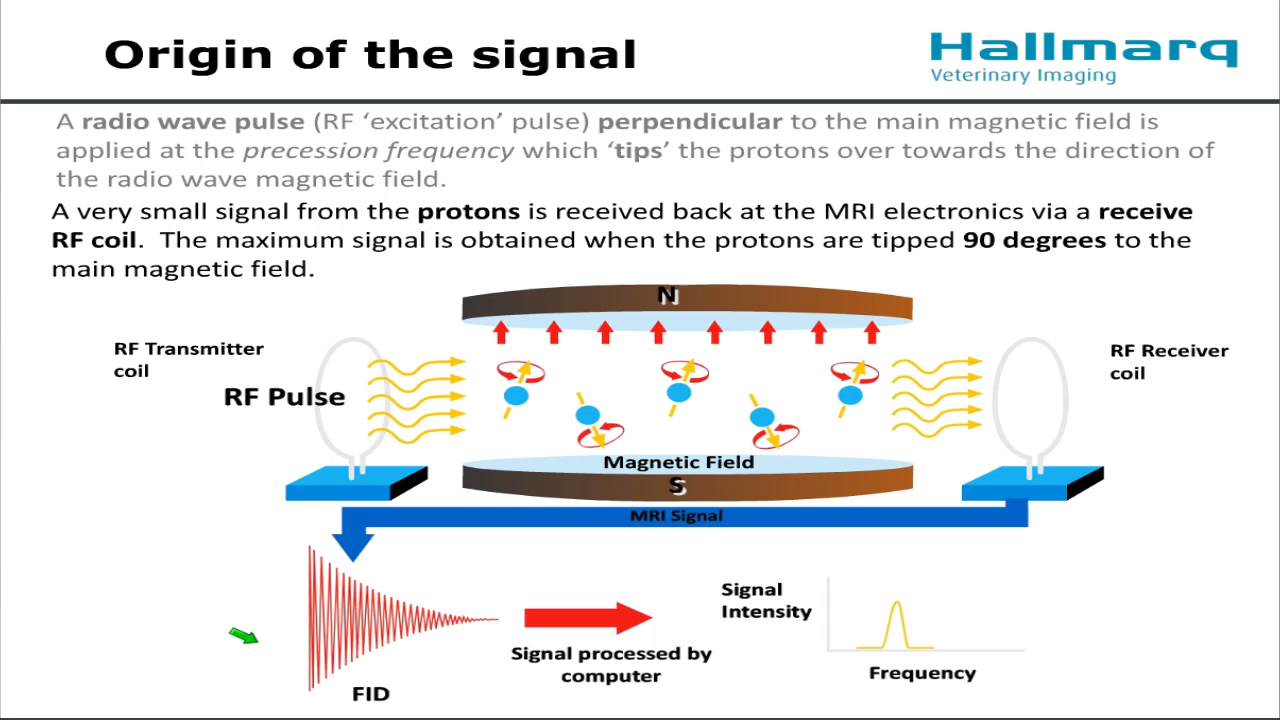 Origin of the signal
Hallmarq
Veterinary Imaging
A radio wave pulse (RF ‘excitation’ pulse) perpendicular to the main magnetic field is
applied at the precession frequency which ‘tips’ the protons over towards the direction of
the radio wave magnetic field.
A very small signal from the protons is received back at the MRI electronics via a receive
RF coil. The maximum signal is obtained when the protons are tipped 90 degrees to the
main magnetic field.
N
RF Transmitter
coil
RF Pulse
RF Receiver
coil
Magnetic Field
S
MRI Signal
Signal
Intensity
Signal processed by
computer
Frequency
FID